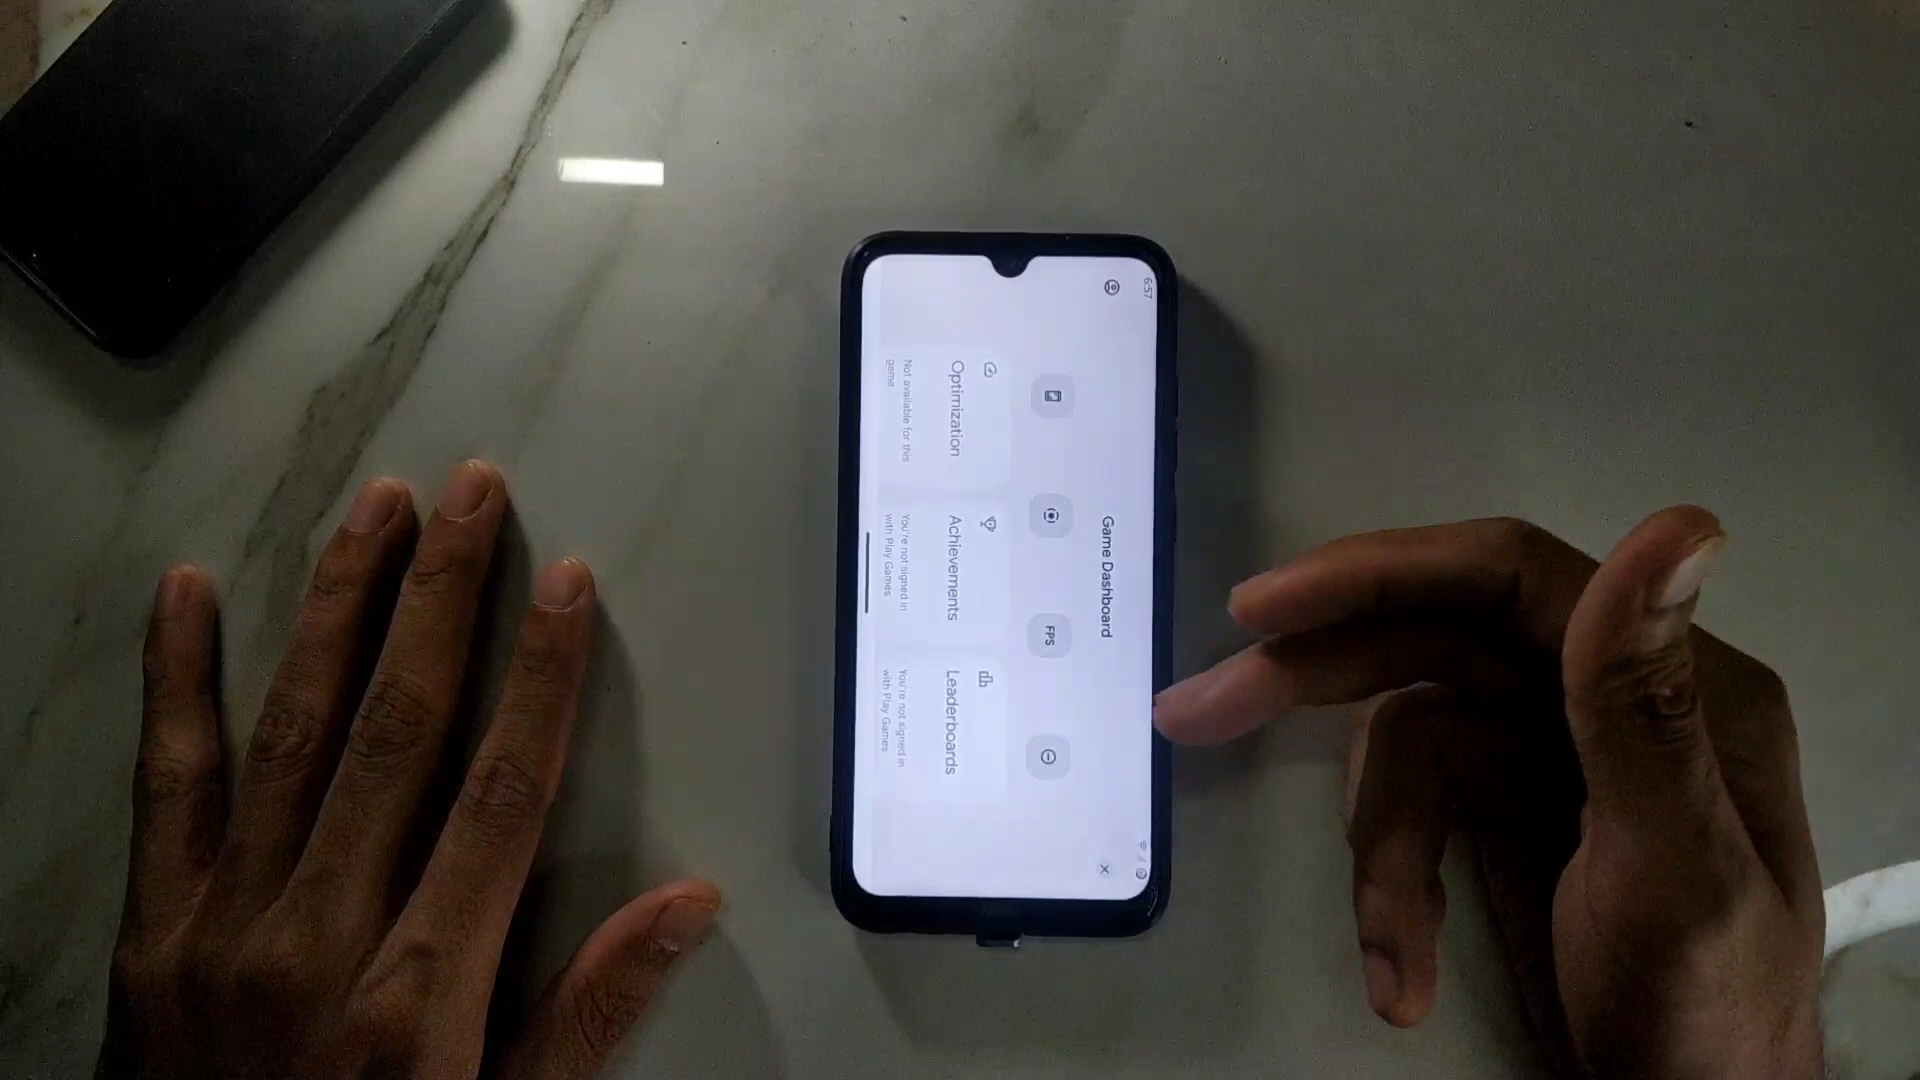 6:57
Game Dashboard
FPS
Optimization
Not available for this
game
Achievements
You're not signed in
with Play Games
Leaderboards
You're not signed in
with Play Games